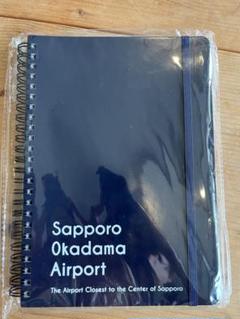 Sapporo
Okadama
Airport
The Airport Closest to the Center of Sapporo